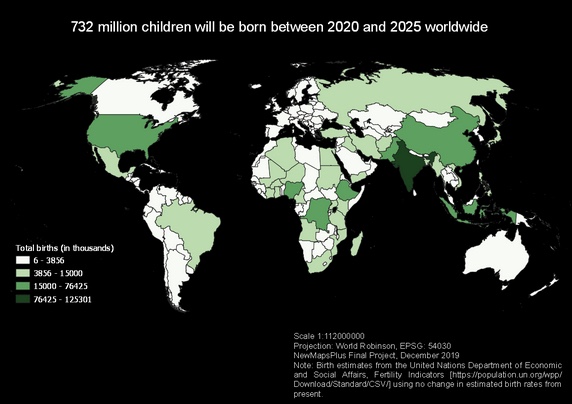 732 million children will be born between 2020 and 2025 worldwide
Total births (in thousands)
6 - 3856
3856 - 15000
15000 - 76425
76425 - 125301
Scale 1:112000000
Projection: World Robinson, EPSG: 54030
NewMapsPlus Final Project, December 2019
Note: Birth estimates from the United Nations Department of Economic
and Social Affairs, Fertility Indicators [https://population.un.org/wpp/
Download/Standard/CSV/] using no change in estimated birth rates from
present.